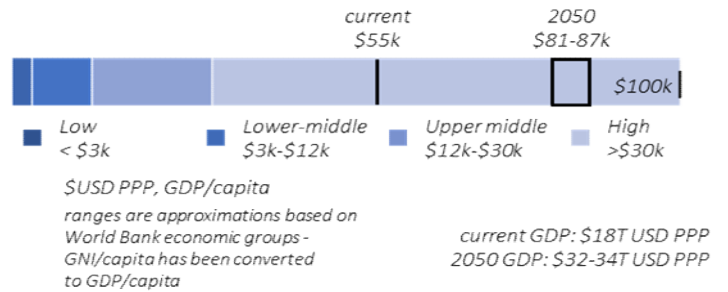 current
$55k
2050
$81-87k
$100k
Low
< $3k
Lower-middle
$3k-$12k
Upper middle
$12k-$30k
High
>$30k
$USD PPP, GDP/capita
ranges are approximations based on
World Bank economic groups -
GNI/capita has been converted
to GDP/capita
current GDP: $18T USD PPP
2050 GDP: $32-34T USD PPP